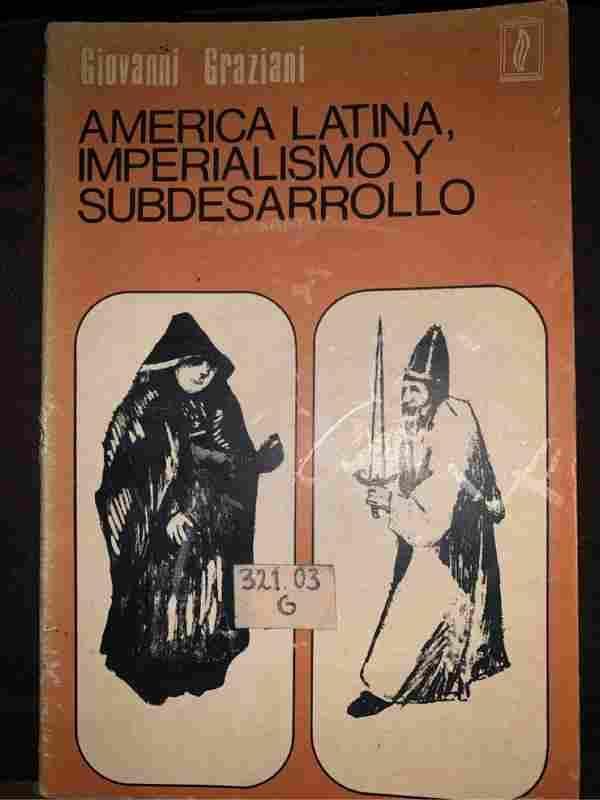 Giovanni Graziani
AMERICA LATINA,
IMPERIALISMO Y
SUBDESARROLLO
321.03
G